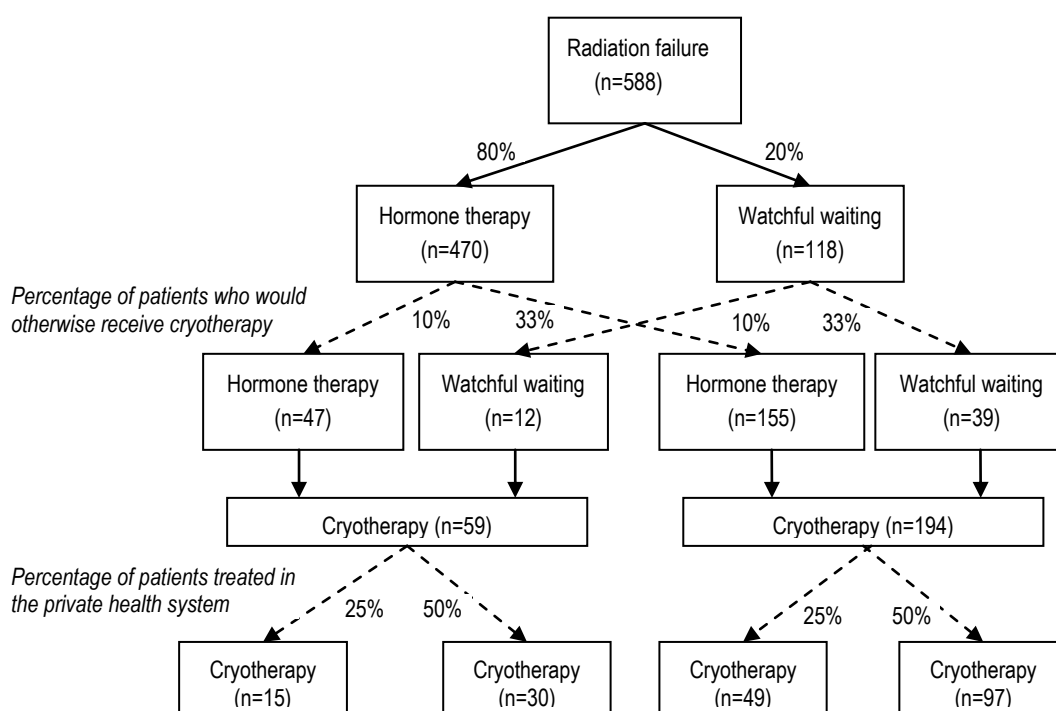 Radiation failure
(n=588)
80%
20%
Hormone therapy
(n=470)
Watchful waiting
(n=118)
Percentage of patients who would
otherwise receive cryotherapy
10%
33%
10%
33%
Hormone therapy
(n=47)
Watchful waiting
(n=12)
Hormone therapy
(n=155)
Watchful waiting
(n=39)
Cryotherapy (n=59)
Cryotherapy (n=194)
Percentage of patients treated in
the private health system
25%
50%
25%
50%
Cryotherapy
(n=15)
Cryotherapy
(n=30)
Cryotherapy
(n=49)
Cryotherapy
(n=97)